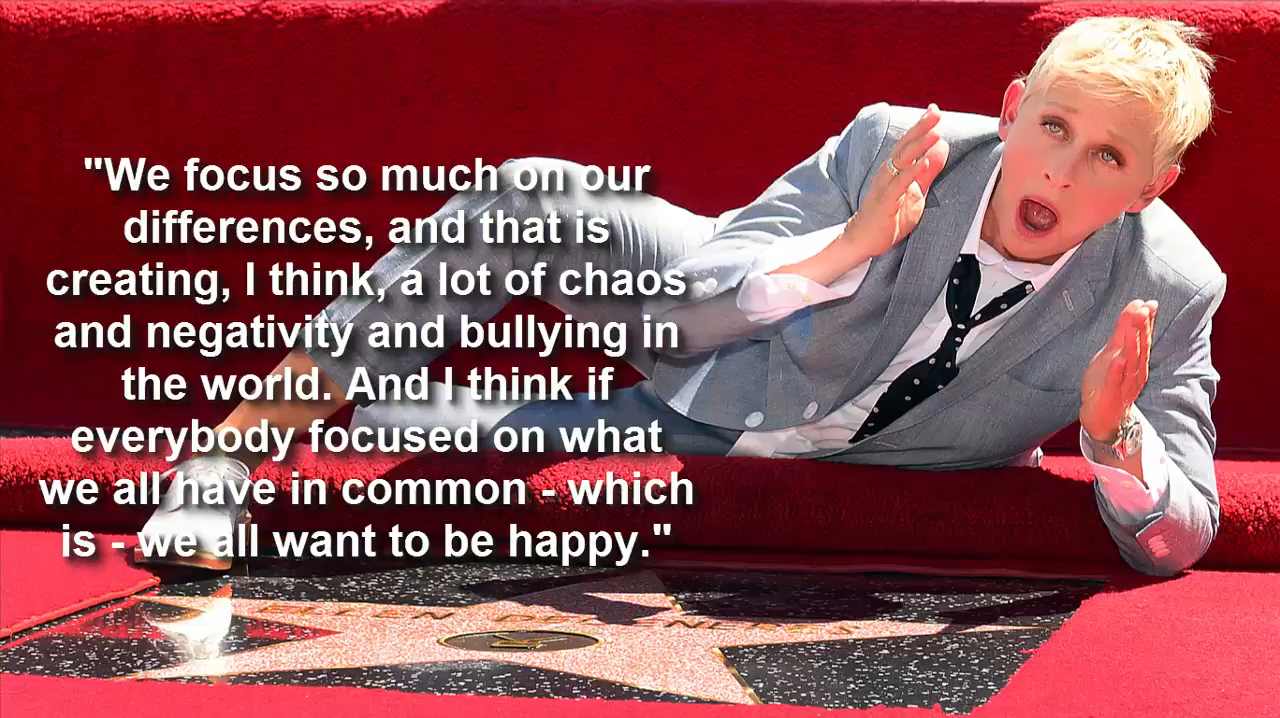 "We focus so much on our
differences, and that is
creating, I think, a lot of chaos
and negativity and bullying in
the world. And I think if
everybody focused on what
we all have in common - which
is - we all want to be happy."
ELLEN DEGENERES